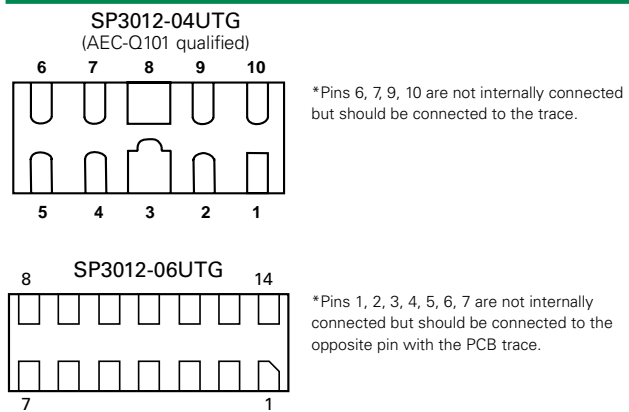 SP3012-04UTG
(AEC-Q101 qualified)
6 7 8 9 10
*Pins 6, 7, 9, 10 are not internally connected
but should be connected to the trace.
5 4 3 2 1
SP3012-06UTG
8 14
*Pins 1, 2, 3, 4, 5, 6, 7 are not internally
connected but should be connected to the
opposite pin with the PCB trace.
7 1